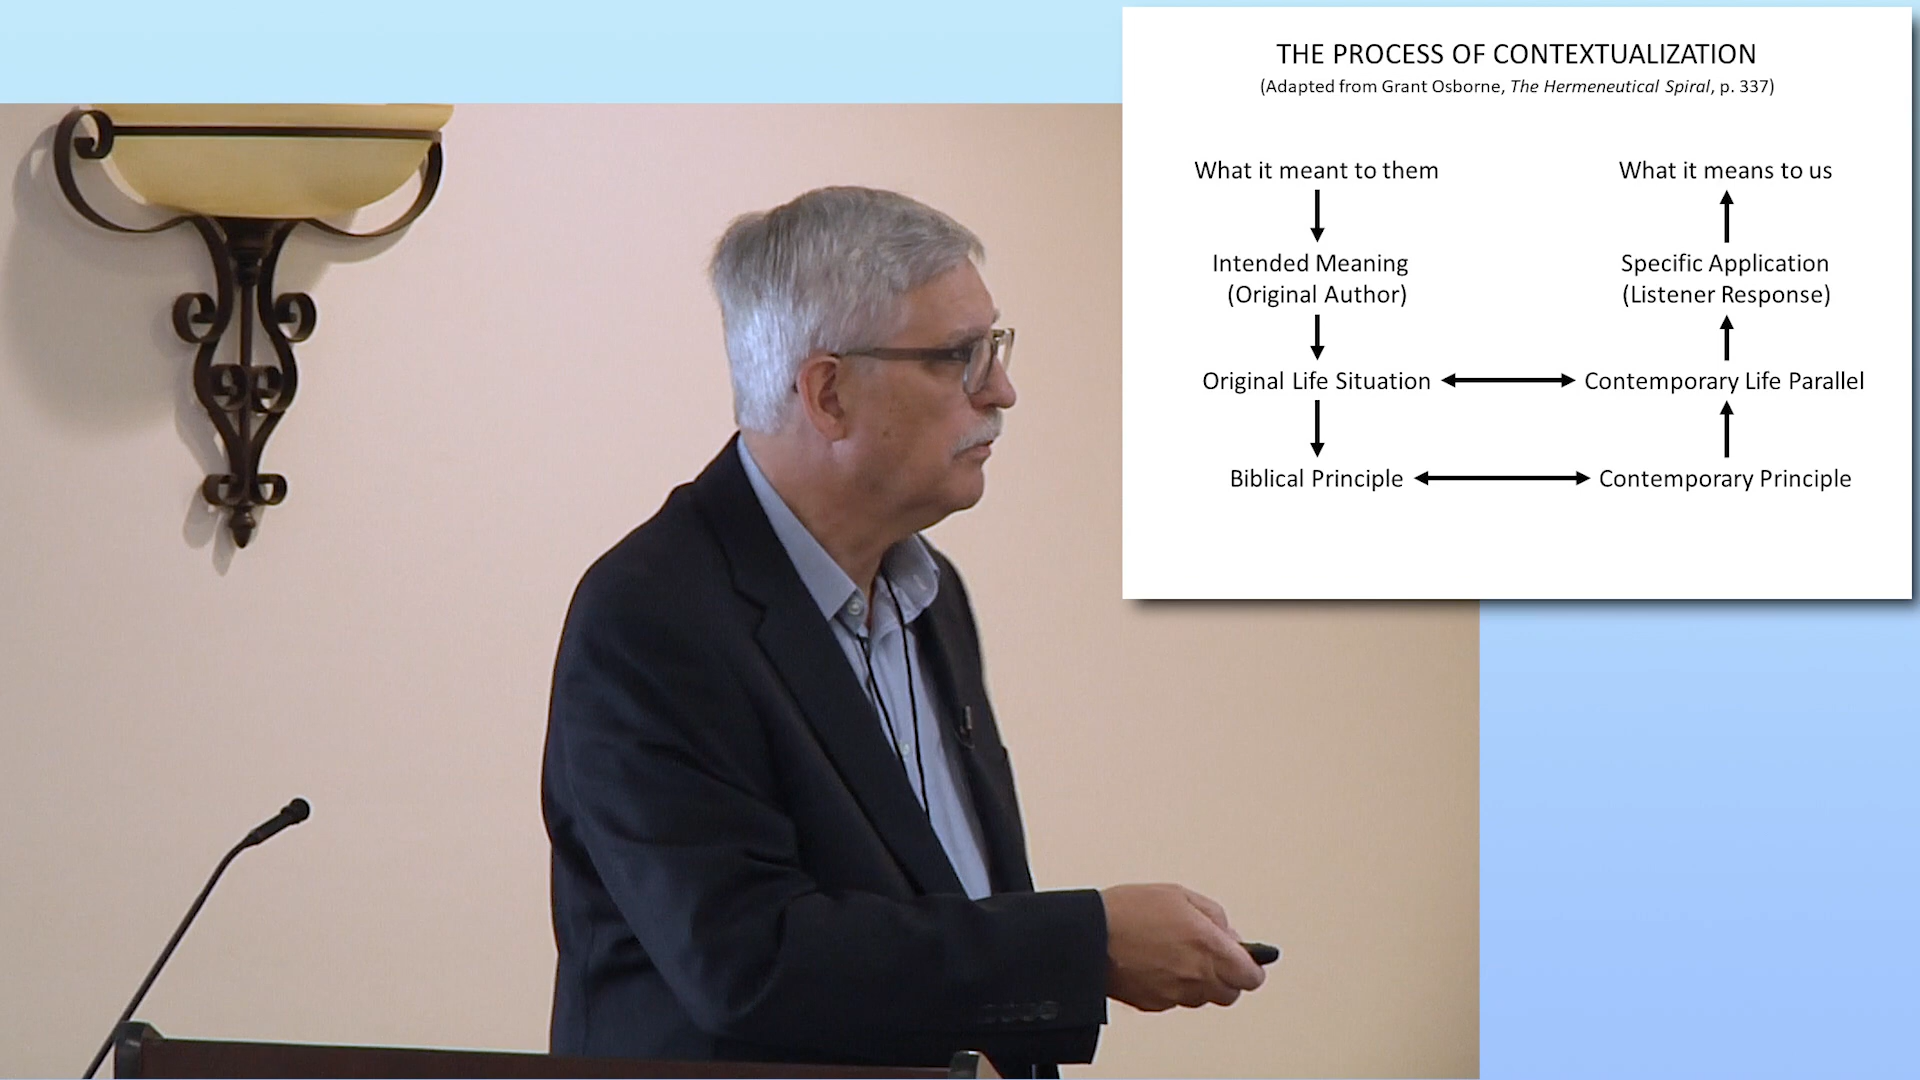 THE PROCESS OF CONTEXTUALIZATION
(Adapted from Grant Osborne, The Hermeneutical Spiral, p. 337)
What it meant to them
Intended Meaning
(Original Author)
Original Life Situation
Biblical Principle
What it means to us
Specific Application
(Listener Response)
Contemporary Life Parallel
Contemporary Principle